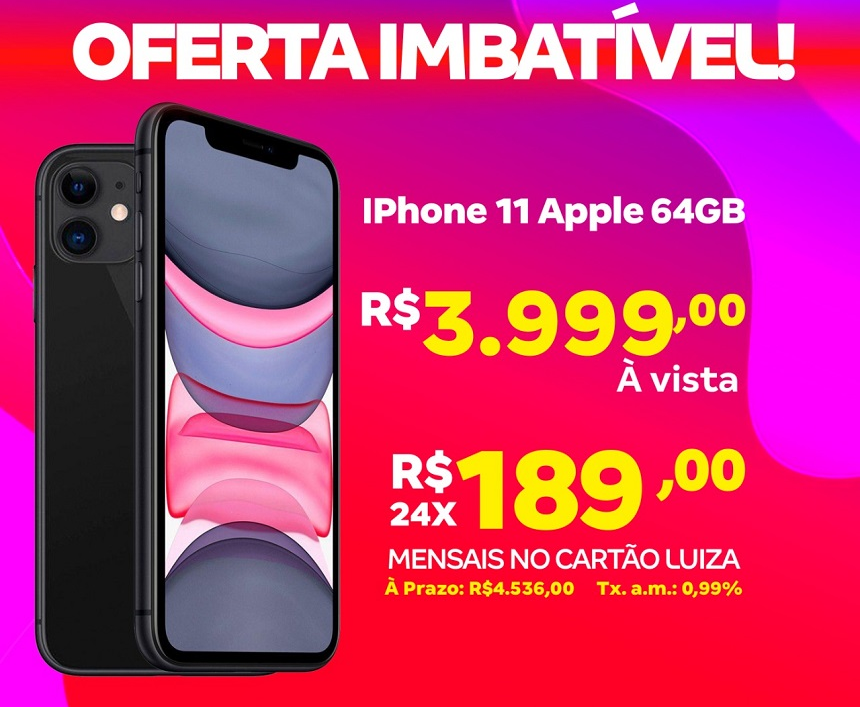 OFERTA IMBATÍVEL!
IPhone 11 Apple 64GB
R$3.999,00
À vista
R$
24X 189,00
MENSAIS NO CARTÃO LUIZA
À Prazo: R$4.536,00 Tx. a.m.: 0,99%